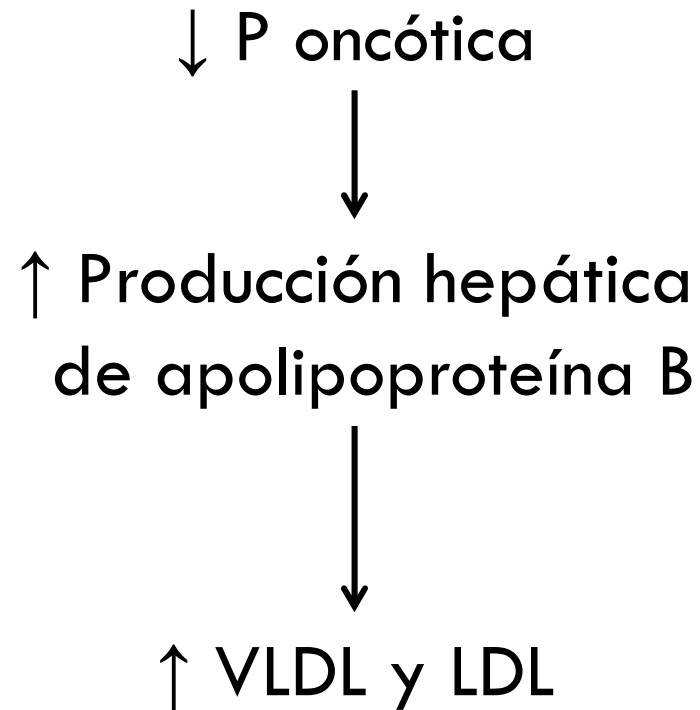 ↓ P oncótica
↑ Producción hepática
de apolipoproteína B
↑ VLDL y LDL